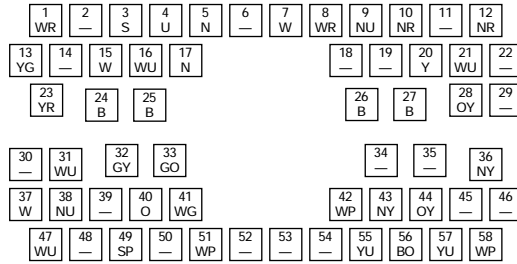 1 2 3 4 5 6 7 8 9 10 11 12
WR — S U N — W WR NU NR — NR
13 14 15 16 17 18 19 20 21 22
YG — W WU N — — Y WU —
23 24 25 26 27 28 29
YR B B B B OY —
30 31 32 33 34 35 36
— WU GY GO — — NY
37 38 39 40 41 42 43 44 45 46
W NU — O WG WP NY OY — —
47 48 49 50 51 52 53 54 55 56 57 58
WU — SP — WP — — — YU BO YU WP